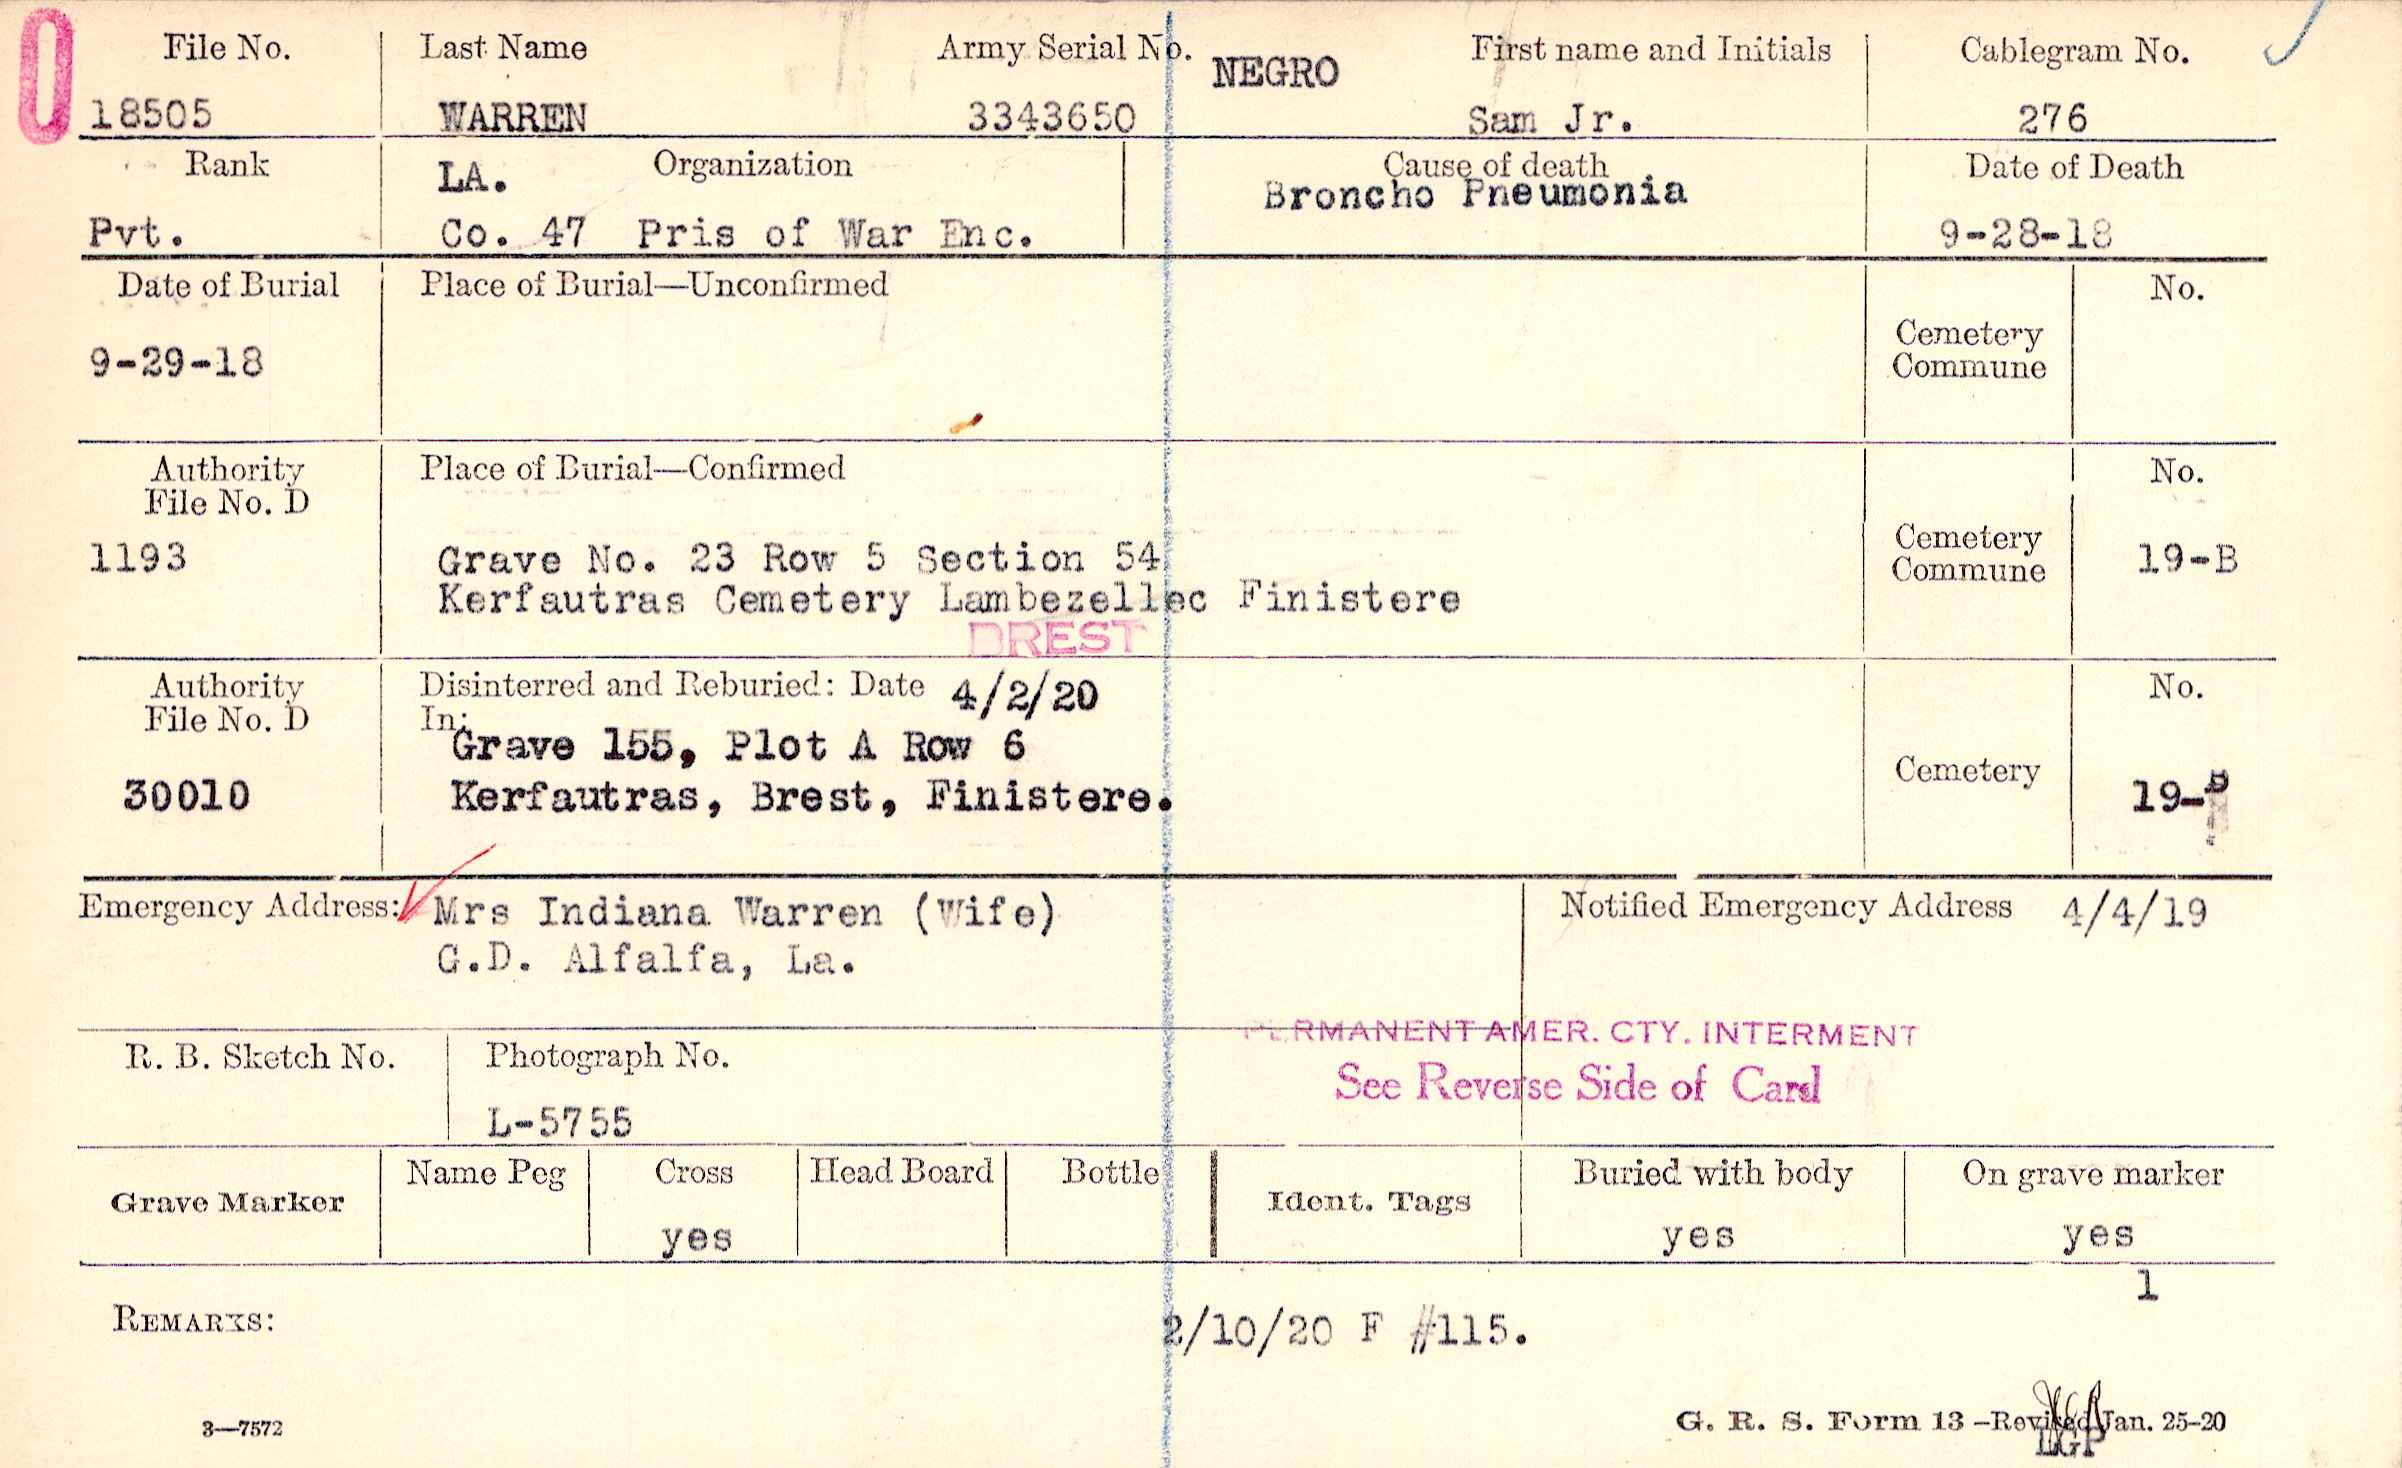 File No. Last Name Army Serial No. NEGRO First name and Initials Cablegram No.
18505 WARREN 3343650 Sam Jr. 276
Rank LA. Organization Cause of death Date of Death
Pvt. Co. 47 Pris of War Enc. Broncho Pneumonia 9-28-18
Date of Burial Place of Burial—Unconfirmed No.
9-29-18 Cemetery
Commune
Authority Place of Burial—Confirmed No.
File No. D
1193 Grave No. 23 Row 5 Section 54 Cemetery
Commune 19-B
Kerfautras Cemetery Lambezellec Finistere
BREST
Authority Disinterred and Reburied: Date 4/2/20 No.
File No. D In:
Grave 155, Plot A Row 6
30010 Kerfautras, Brest, Finistere. Cemetery 19-B
Emergency Address: Mrs Indiana Warren (Wife) Notified Emergency Address 4/4/19
G.D. Alfalfa, La.
PERMANENT AMER. CTY. INTERMENT
R. B. Sketch No. Photograph No. See Reverse Side of Card
L-5755
Grave Marker Name Peg Cross Head Board Bottle Ident. Tags Buried with body On grave marker
yes yes yes
1
REMARKS: 2/10/20 F #115.
3—7572 G. R. S. Form 13 —Revised Jan. 25-20
LGP